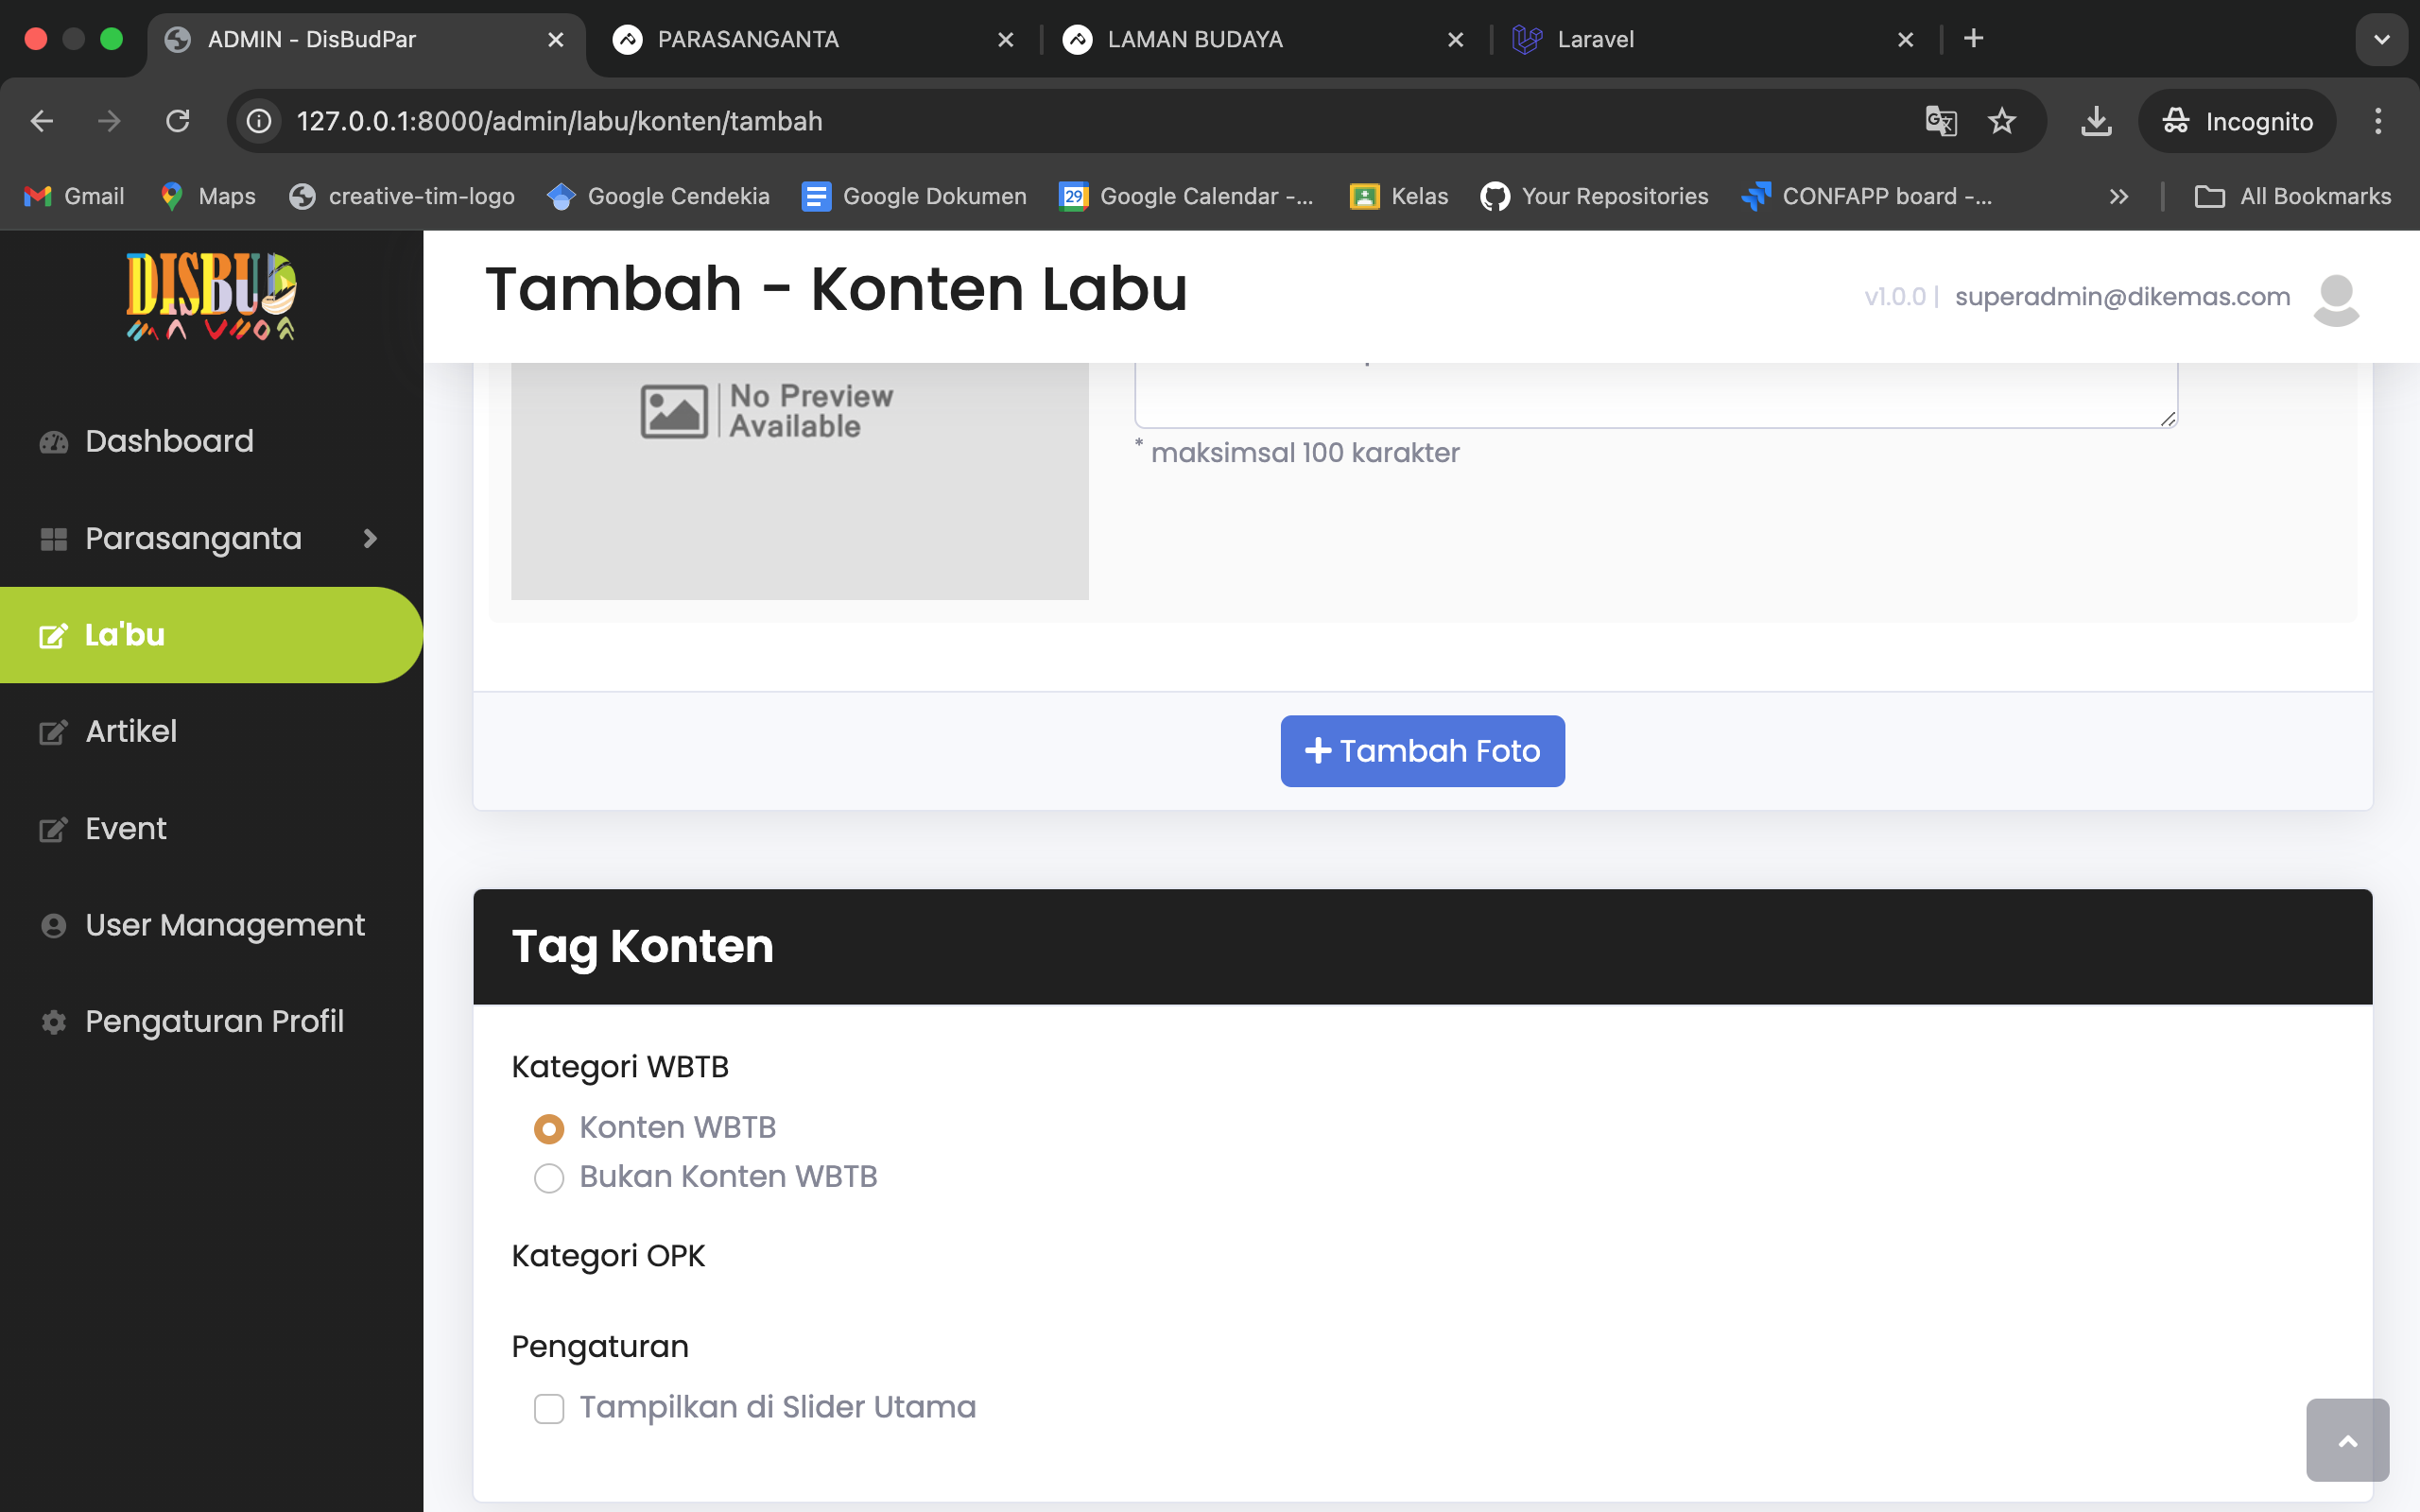 ADMIN - DisBudPar
PARASANGANTA
LAMAN BUDAYA
Laravel
127.0.0.1:8000/admin/labu/konten/tambah
Incognito
Gmail
Maps
creative-tim-logo
Google Cendekia
Google Dokumen
29
Google Calendar -...
Kelas
Your Repositories
CONFAPP board -...
All Bookmarks
DISBUD
Tambah - Konten Labu
v1.0.0 |
superadmin@dikemas.com
Dashboard
Parasanganta
La'bu
Artikel
Event
User Management
Pengaturan Profil
No Preview
Available
* maksimsal 100 karakter
Tambah Foto
Tag Konten
Kategori WBTB
Konten WBTB
Bukan Konten WBTB
Kategori OPK
Pengaturan
Tampilkan di Slider Utama